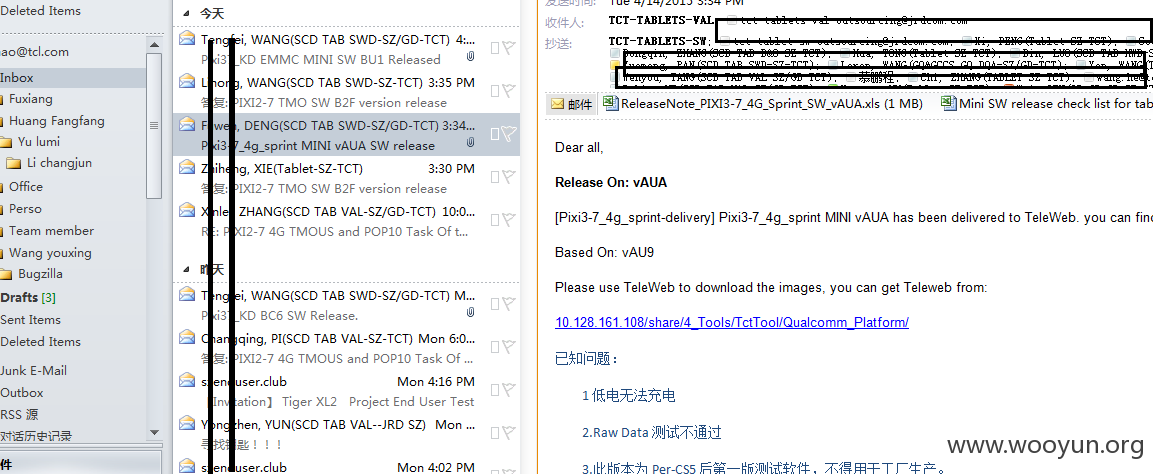 Deleted Items
ao@tcl.com
Inbox
Fuxiang
Huang Fangfang
Yu lumi
Li changjun
Office
Perso
Team member
Wang youxing
Bugzilla
Drafts [3]
Sent Items
Deleted Items
Junk E-Mail
Outbox
RSS 源
对话历史记录
件
今天
WANG(SCD TAB SWD-SZ/GD-TCT) 4:...
KD EMMC MINI SW BU1 Released
WANG(SCD TAB SWD-SZ-TCT) 3:35 PM
答复: PIXI2-7 TMO SW B2F version release
DENG(SCD TAB SWD-SZ/GD-TCT) 3:34...
Pixi3-7_4g_sprint MINI vAUA SW release
XIE(Tablet-SZ-TCT) 3:30 PM
答复: PIXI2-7 TMO SW B2F version release
ZHANG(SCD TAB VAL-SZ/GD-TCT) 10:0...
RE: PIXI2-7 4G TMOUS and POP10 Task Of t...
昨天
WANG(SCD TAB SWD-SZ/GD-TCT) M...
KD BC6 SW Release.
PI(SCD TAB VAL-SZ-TCT) Mon 6:0...
答复: PIXI2-7 4G TMOUS and POP10 Task Of ...
szenduser.club Mon 4:16 PM
【Invitation】 Tiger XL2 Project End User Test
YUN(SCD TAB VAL--JRD SZ) Mon ...
寻找钥匙！！！
szenduser.club Mon 4:02 PM
发送时间: Tue 4/14/2015 3:34 PM
收件人: TCT-TABLETS-VAL
抄送: TCT-TABLETS-SW;
邮件 ReleaseNote_PIXI3-7_4G_Sprint_SW_vAUA.xls (1 MB) Mini SW release check list for tab
Dear all,
Release On: vAUA
[Pixi3-7_4g_sprint-delivery] Pixi3-7_4g_sprint MINI vAUA has been delivered to TeleWeb. you can find
Based On: vAU9
Please use TeleWeb to download the images, you can get Teleweb from:
10.128.161.108/share/4_Tools/TctTool/Qualcomm_Platform/
已知问题：
1 低电无法充电
2.Raw Data 测试不通过
3.此版本为 Per-CS5 后第一版测试软件，不得用于工厂生产。
www.wooyun.org